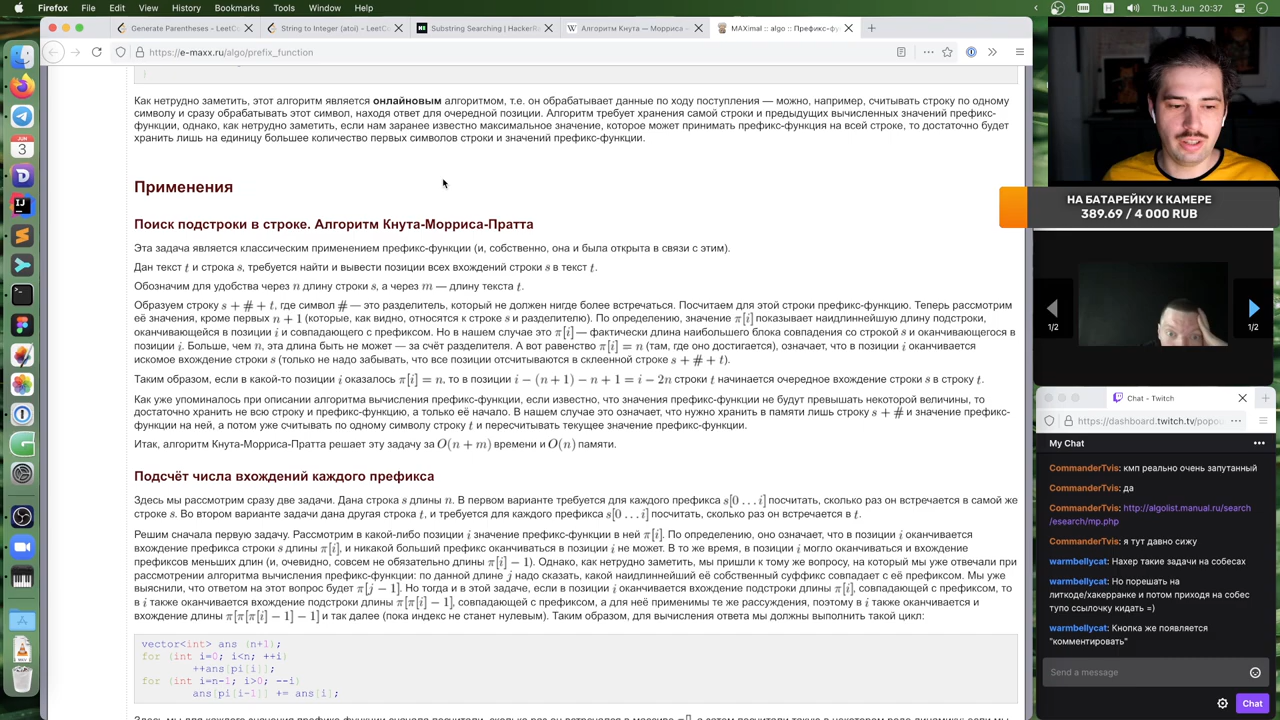 Firefox File Edit View History Bookmarks Tools Window Help
Generate Parentheses - LeetC
String to Integer (atoi) - LeetCo
Substring Searching | HackerR
Алгоритм Кнута — Морриса -
MAXimal :: algo :: Префикс-фу
https://e-maxx.ru/algo/prefix_function
Как нетрудно заметить, этот алгоритм является онлайновым алгоритмом, т.е. он обрабатывает данные по ходу поступления — можно, например, считывать строку по одному
символу и сразу обрабатывать этот символ, находя ответ для очередной позиции. Алгоритм требует хранения самой строки и предыдущих вычисленных значений префикс-
функции, однако, как нетрудно заметить, если нам заранее известно максимальное значение, которое может принимать префикс-функция на всей строке, то достаточно будет
хранить лишь на единицу большее количество первых символов строки и значений префикс-функции.
Применения
Поиск подстроки в строке. Алгоритм Кнута-Морриса-Пратта
Эта задача является классическим применением префикс-функции (и, собственно, она и была открыта в связи с этим).
Дан текст t и строка s, требуется найти и вывести позиции всех вхождений строки s в текст t.
Обозначим для удобства через n длину строки s, а через m — длину текста t.
Образуем строку s + # + t, где символ # — это разделитель, который не должен нигде более встречаться. Посчитаем для этой строки префикс-функцию. Теперь рассмотрим
её значения, кроме первых n + 1 (которые, как видно, относятся к строке s и разделителю). По определению, значение π[i] показывает наидлиннейшую длину подстроки,
оканчивающейся в позиции i и совпадающего с префиксом. Но в нашем случае это π[i] — фактически длина наибольшего блока совпадения со строкой s и оканчивающегося в
позиции i. Больше, чем n, эта длина быть не может — за счёт разделителя. А вот равенство π[i] = n (там, где оно достигается), означает, что в позиции i оканчивается
искомое вхождение строки s (только не надо забывать, что все позиции отсчитываются в склеенной строке s + # + t).
Таким образом, если в какой-то позиции i оказалось π[i] = n, то в позиции i − (n + 1) − n + 1 = i − 2n строки t начинается очередное вхождение строки s в строку t.
Как уже упоминалось при описании алгоритма вычисления префикс-функции, если известно, что значения префикс-функции не будут превышать некоторой величины, то
достаточно хранить не всю строку и префикс-функцию, а только её начало. В нашем случае это означает, что нужно хранить в памяти лишь строку s + # и значение префикс-
функции на ней, а потом уже считывать по одному символу строку t и пересчитывать текущее значение префикс-функции.
Итак, алгоритм Кнута-Морриса-Пратта решает эту задачу за O(n + m) времени и O(n) памяти.
Подсчёт числа вхождений каждого префикса
Здесь мы рассмотрим сразу две задачи. Дана строка s длины n. В первом варианте требуется для каждого префикса s[0 . . . i] посчитать, сколько раз он встречается в самой же
строке s. Во втором варианте задачи дана другая строка t, и требуется для каждого префикса s[0 . . . i] посчитать, сколько раз он встречается в t.
Решим сначала первую задачу. Рассмотрим в какой-либо позиции i значение префикс-функции в ней π[i]. По определению, оно означает, что в позиции i оканчивается
вхождение префикса строки s длины π[i], и никакой больший префикс оканчиваться в позиции i не может. В то же время, в позиции i могло оканчиваться и вхождение
префиксов меньших длин (и, очевидно, совсем необязательно длины π[i] − 1). Однако, как нетрудно заметить, мы пришли к тому же вопросу, на который мы уже отвечали при
рассмотрении алгоритма вычисления префикс-функции: по данной длине j надо сказать, какой наидлиннейший её собственный суффикс совпадает с её префиксом. Мы уже
выяснили, что ответом на этот вопрос будет π[j − 1]. Но тогда и в этой задаче, если в позиции i оканчивается вхождение подстроки длины π[i], совпадающей с префиксом, то
в i также оканчивается вхождение подстроки длины π[π[i] − 1], совпадающей с префиксом, а для неё применимы те же рассуждения, поэтому в i также оканчивается и
вхождение длины π[π[π[i] − 1] − 1] и так далее (пока индекс не станет нулевым). Таким образом, для вычисления ответа мы должны выполнить такой цикл:
vector<int> ans (n+1);
for (int i=0; i<n; ++i)
++ans[pi[i]];
for (int i=n-1; i>0; --i)
ans[pi[i-1]] += ans[i];
JUN
3
НА БАТАРЕЙКУ К КАМЕРЕ
389.69 / 4 000 RUB
1/2
1/2
Chat - Twitch
https://dashboard.twitch.tv/popou
My Chat
CommanderTvis: кмп реально очень запутанный
CommanderTvis: да
CommanderTvis: http://algolist.manual.ru/search
/esearch/mp.php
CommanderTvis: я тут давно сижу
warmbellycat: Нахер такие задачи на собесах
warmbellycat: Но порешать на
литкоде/хакерранке и потом приходя на собес
тупо ссылочку кидать =)
warmbellycat: Кнопка же появляется
"комментировать"
Send a message
Chat